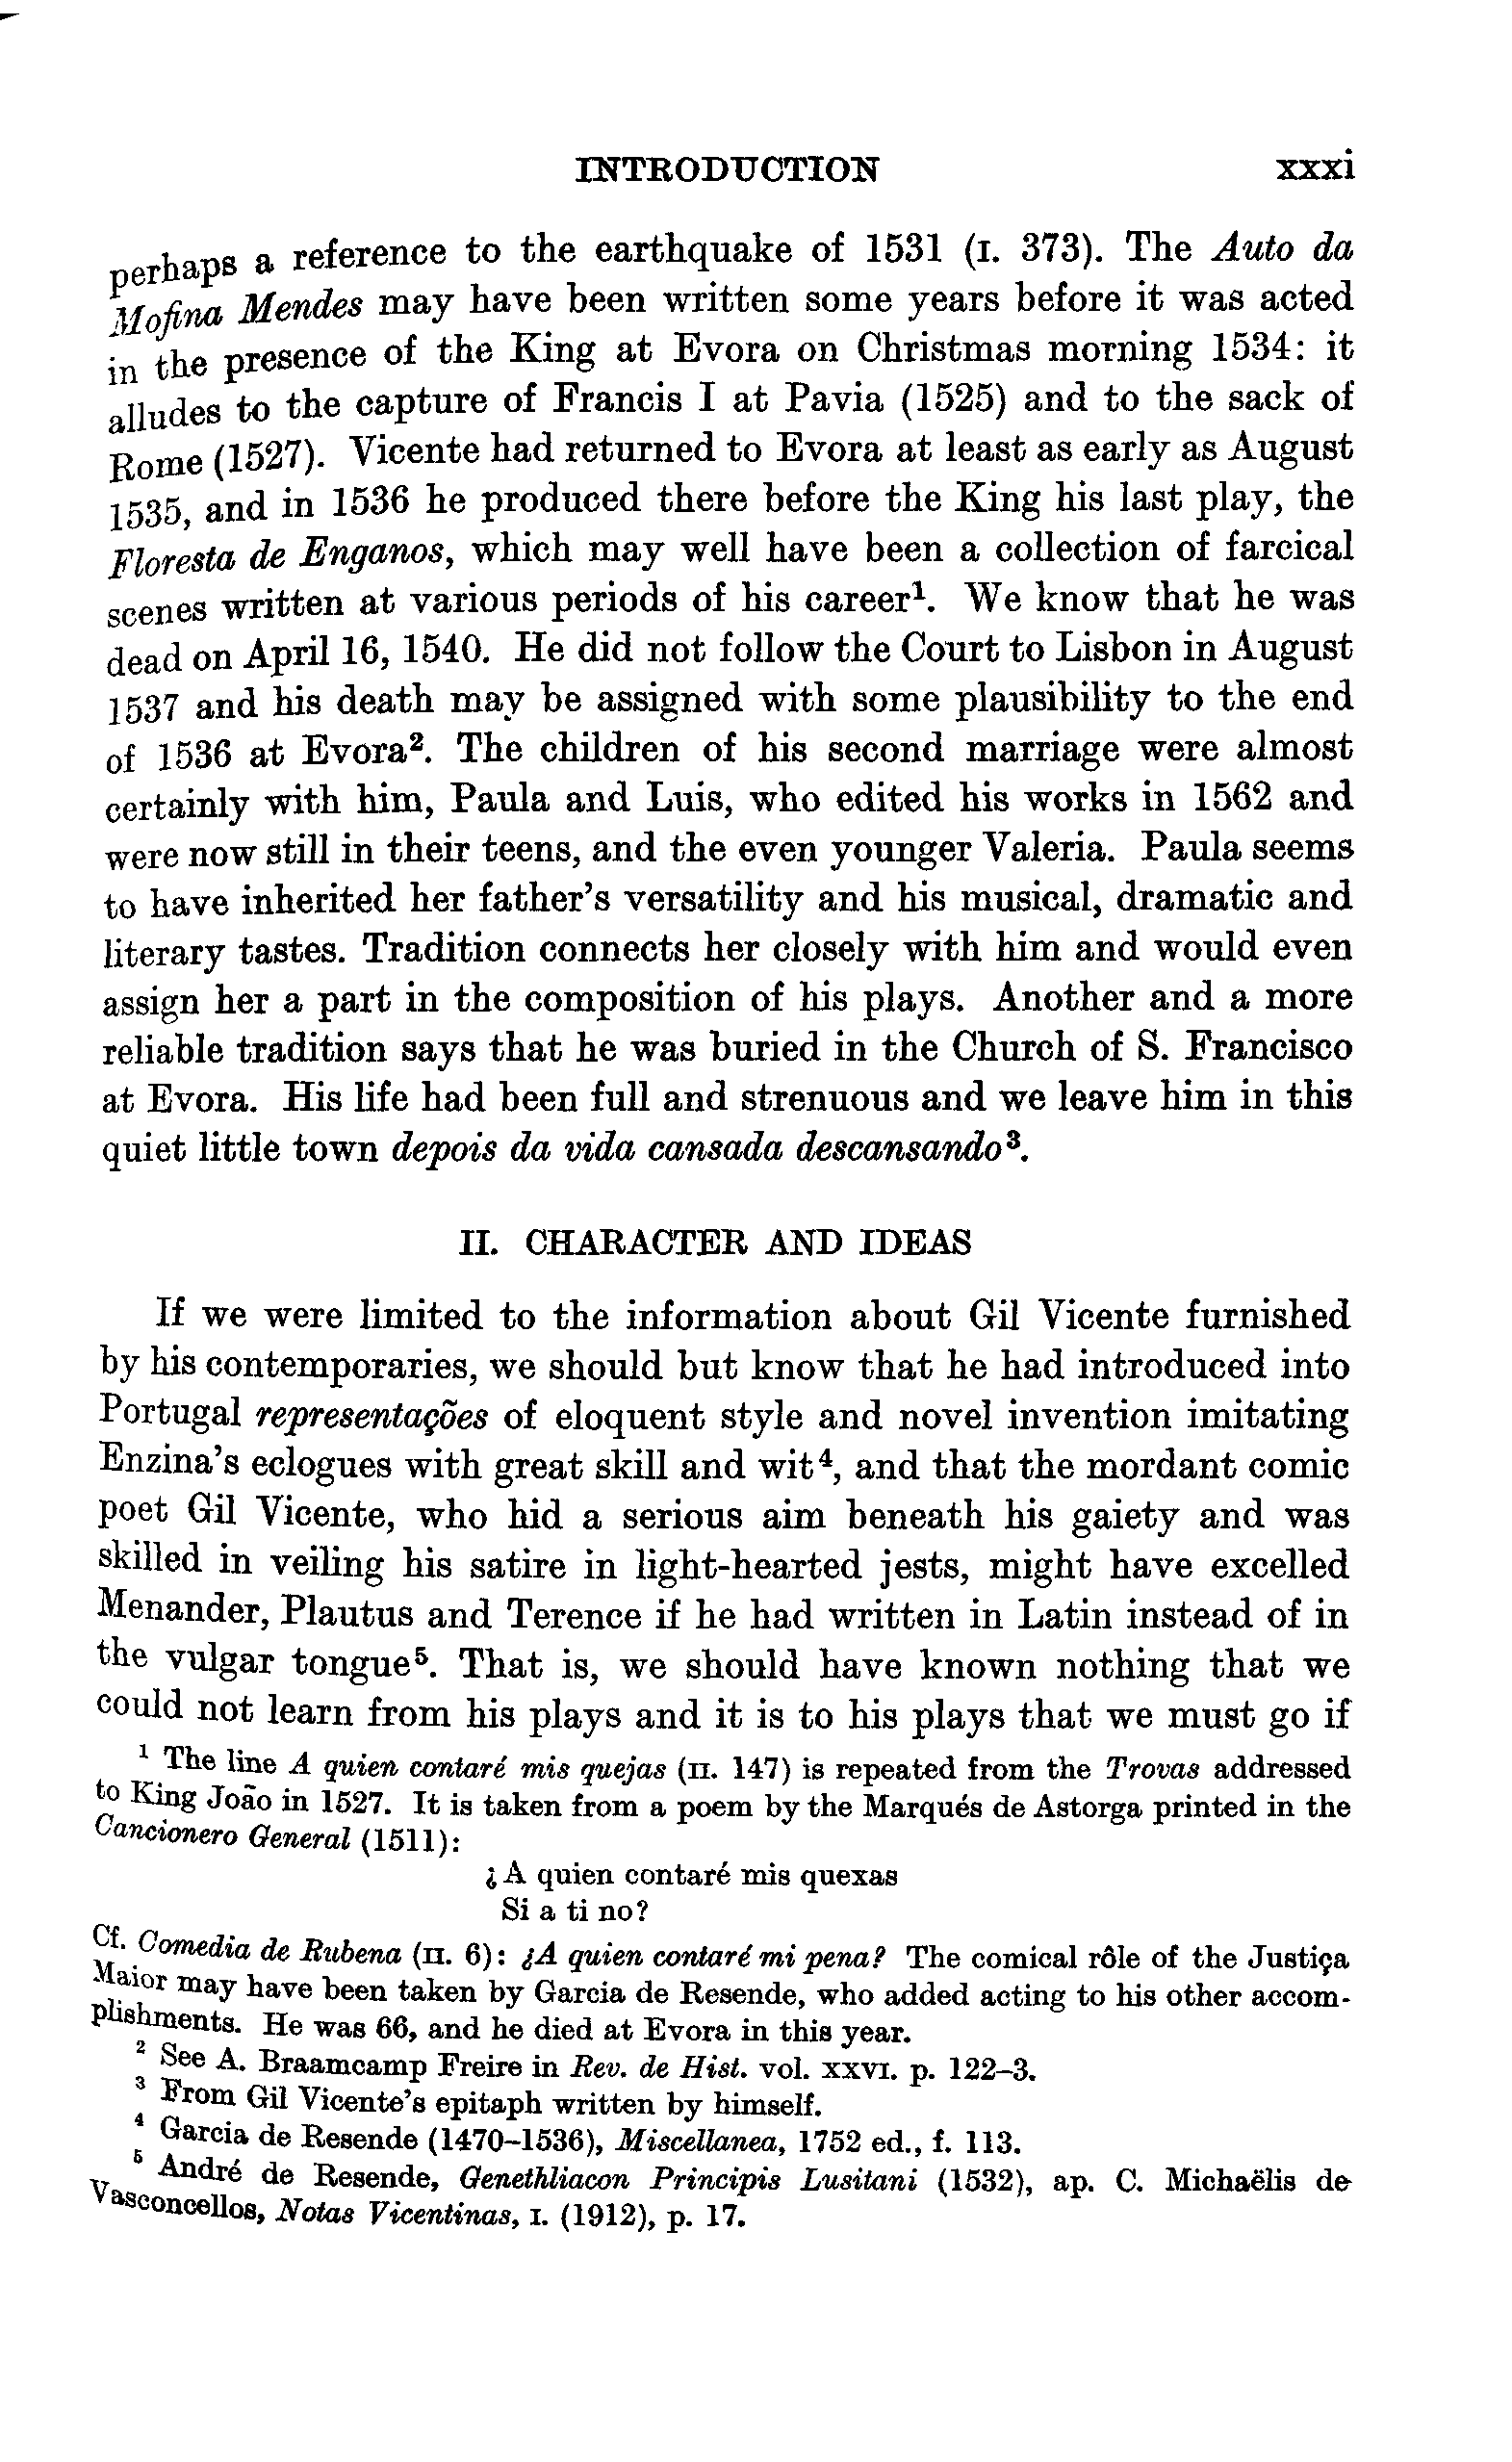 INTRODUCTION xxxi
perhaps a reference to the earthquake of 1531 (I. 373). The Auto da
Mofina Mendes may have been written some years before it was acted
in the presence of the King at Evora on Christmas morning 1534: it
alludes to the capture of Francis I at Pavia (1525) and to the sack of
Rome (1527). Vicente had returned to Evora at least as early as August
1535, and in 1536 he produced there before the King his last play, the
Floresta de Enganos, which may well have been a collection of farcical
scenes written at various periods of his career¹. We know that he was
dead on April 16, 1540. He did not follow the Court to Lisbon in August
1537 and his death may be assigned with some plausibility to the end
of 1536 at Evora². The children of his second marriage were almost
certainly with him, Paula and Luis, who edited his works in 1562 and
were now still in their teens, and the even younger Valeria. Paula seems
to have inherited her father's versatility and his musical, dramatic and
literary tastes. Tradition connects her closely with him and would even
assign her a part in the composition of his plays. Another and a more
reliable tradition says that he was buried in the Church of S. Francisco
at Evora. His life had been full and strenuous and we leave him in this
quiet little town depois da vida cansada descansando³.
II. CHARACTER AND IDEAS
If we were limited to the information about Gil Vicente furnished
by his contemporaries, we should but know that he had introduced into
Portugal representações of eloquent style and novel invention imitating
Enzina's eclogues with great skill and wit⁴, and that the mordant comic
poet Gil Vicente, who hid a serious aim beneath his gaiety and was
skilled in veiling his satire in light-hearted jests, might have excelled
Menander, Plautus and Terence if he had written in Latin instead of in
the vulgar tongue⁵. That is, we should have known nothing that we
could not learn from his plays and it is to his plays that we must go if
¹ The line A quien contaré mis quejas (II. 147) is repeated from the Trovas addressed
to King João in 1527. It is taken from a poem by the Marqués de Astorga printed in the
Cancionero General (1511):
¿A quien contaré mis quexas
Si a ti no?
Cf. Comedia de Rubena (II. 6): ¿A quien contaré mi pena? The comical rôle of the Justiça
Maior may have been taken by Garcia de Resende, who added acting to his other accom-
plishments. He was 66, and he died at Evora in this year.
² See A. Braamcamp Freire in Rev. de Hist. vol. XXVI. p. 122–3.
³ From Gil Vicente's epitaph written by himself.
⁴ Garcia de Resende (1470–1536), Miscellanea, 1752 ed., f. 113.
⁵ André de Resende, Genethliacon Principis Lusitani (1532), ap. C. Michaëlis de
Vasconcellos, Notas Vicentinas, I. (1912), p. 17.